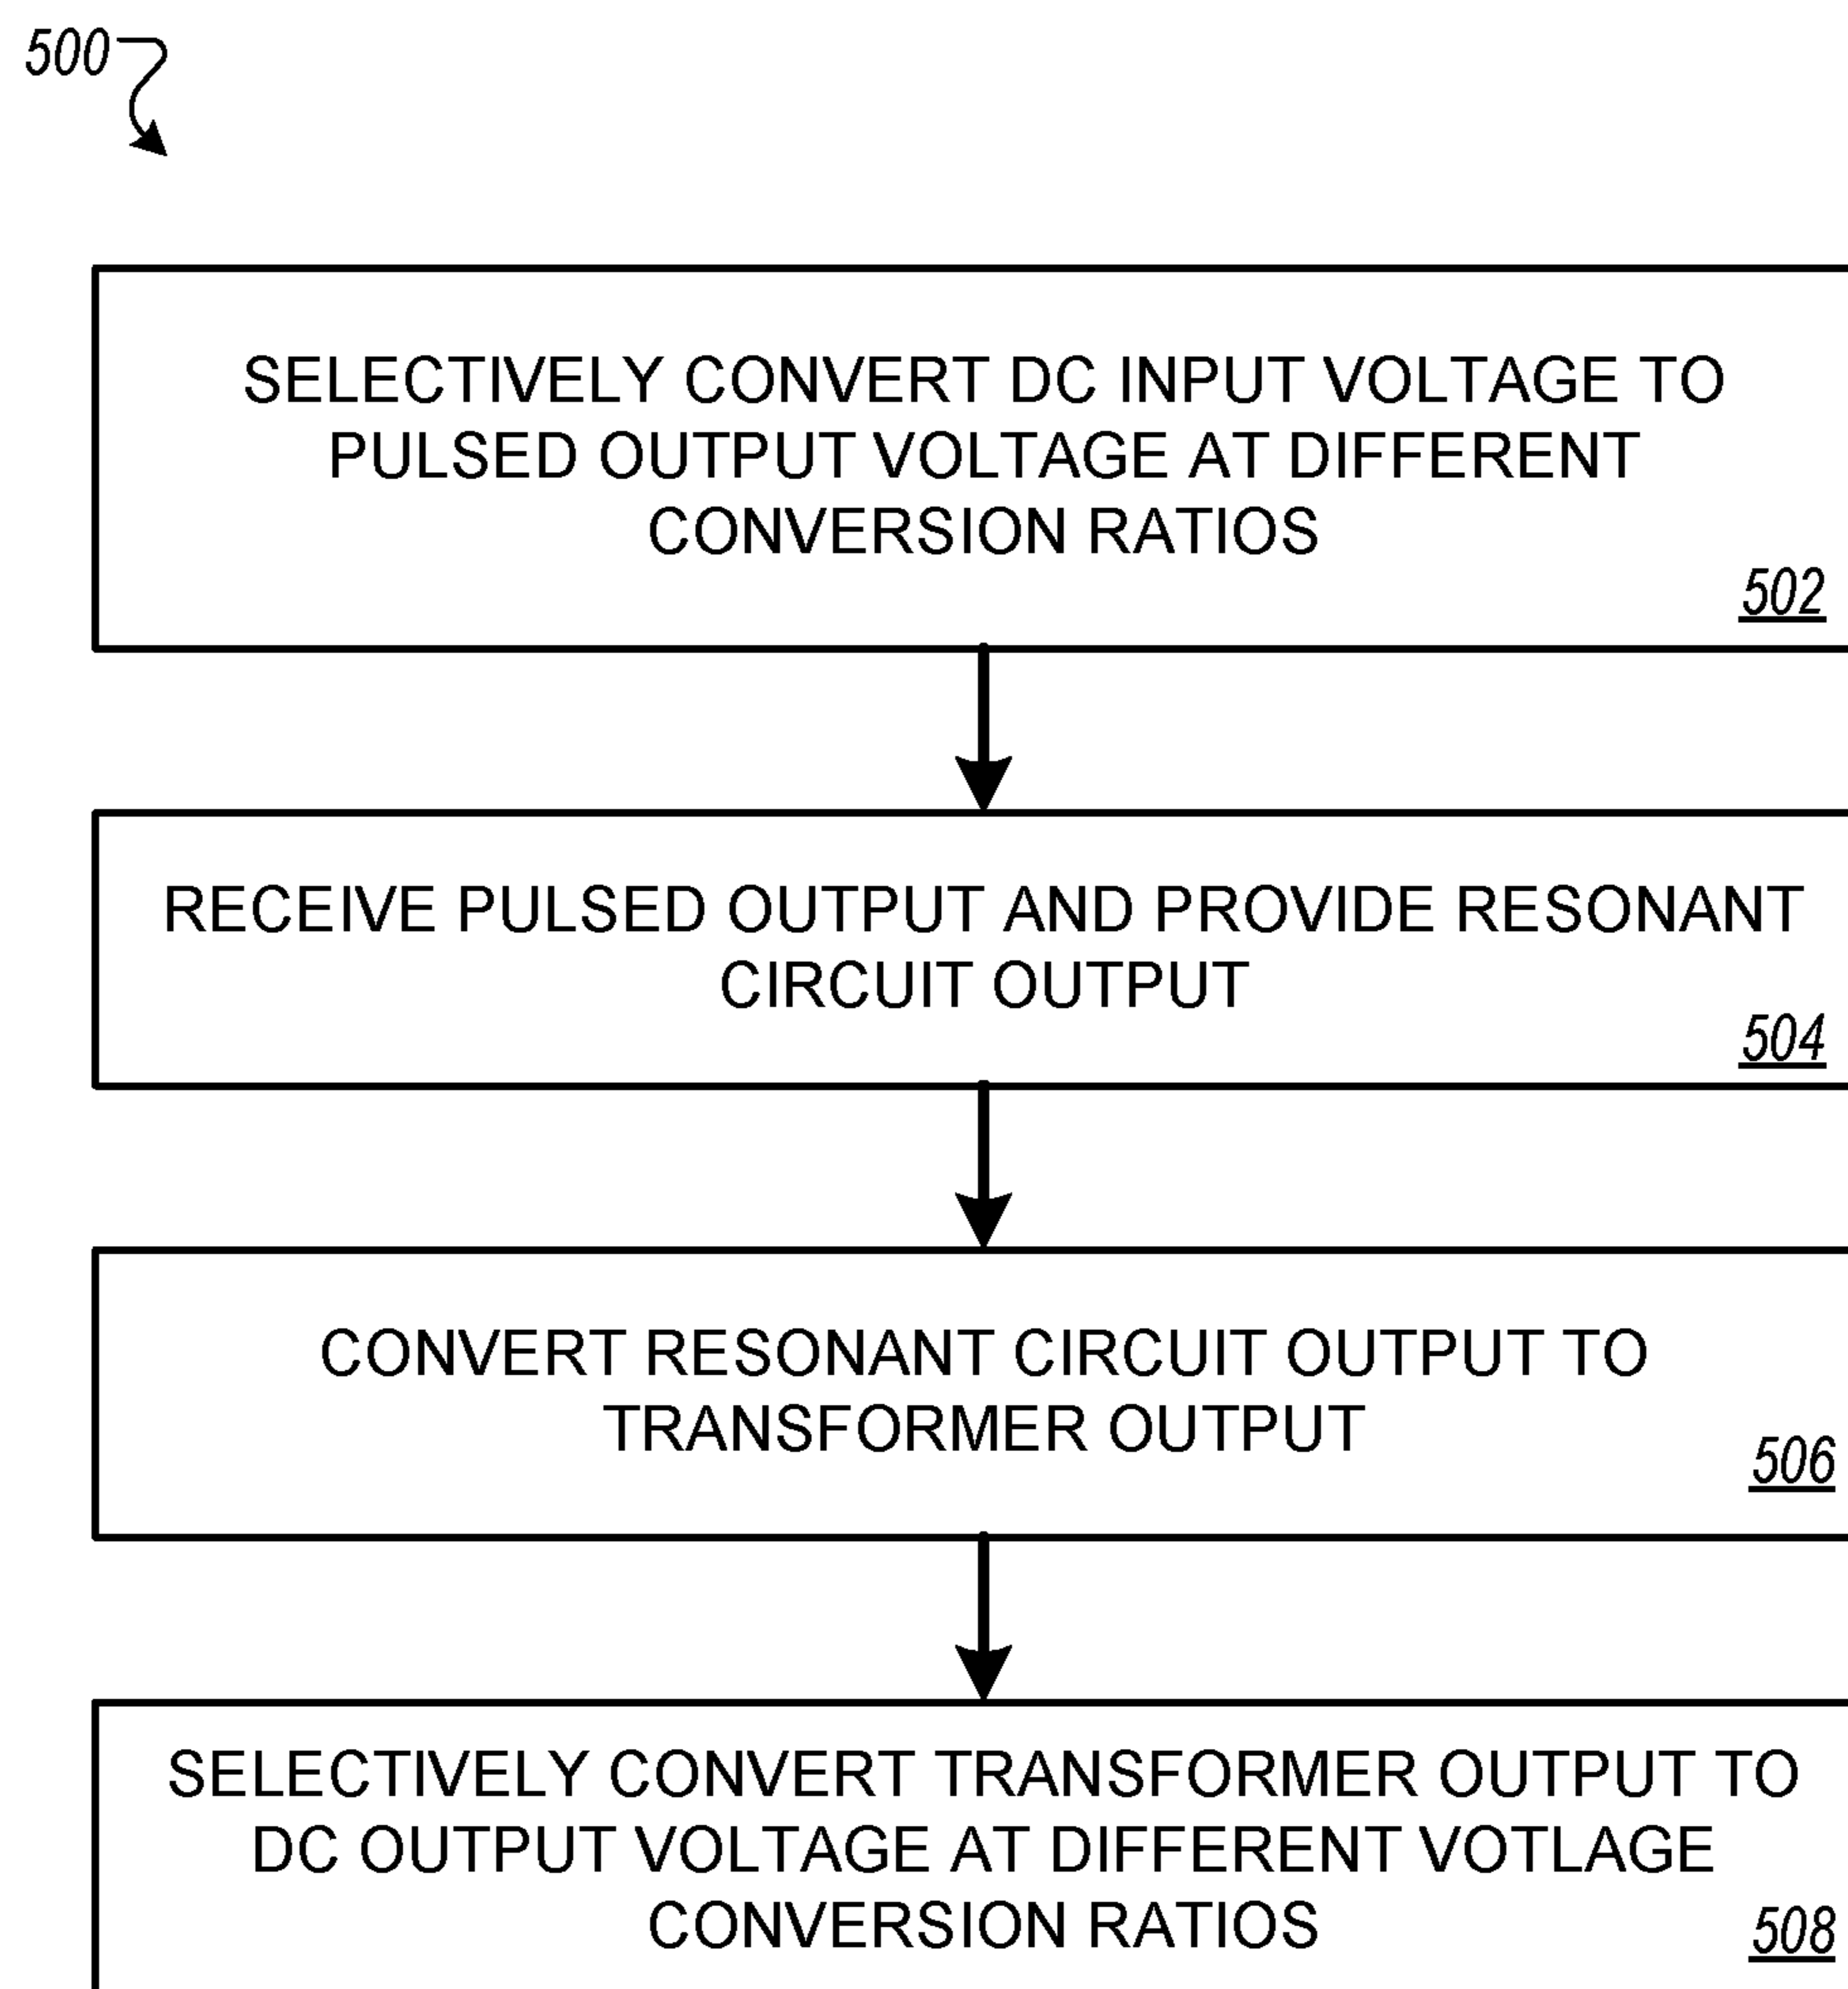 500
SELECTIVELY CONVERT DC INPUT VOLTAGE TO
PULSED OUTPUT VOLTAGE AT DIFFERENT
CONVERSION RATIOS
502
RECEIVE PULSED OUTPUT AND PROVIDE RESONANT
CIRCUIT OUTPUT
504
CONVERT RESONANT CIRCUIT OUTPUT TO
TRANSFORMER OUTPUT
506
SELECTIVELY CONVERT TRANSFORMER OUTPUT TO
DC OUTPUT VOLTAGE AT DIFFERENT VOTLAGE
CONVERSION RATIOS
508